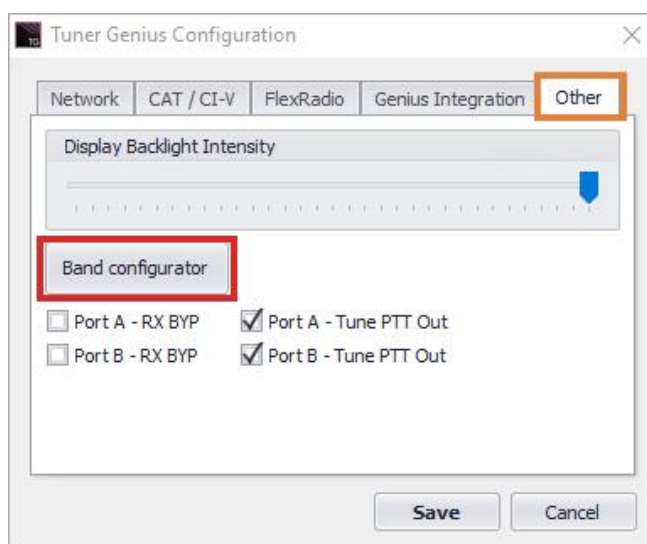 TG
Tuner Genius Configuration
Network CAT / CI-V FlexRadio Genius Integration Other
Display Backlight Intensity
Band configurator
Port A - RX BYP Port A - Tune PTT Out
Port B - RX BYP Port B - Tune PTT Out
Save Cancel